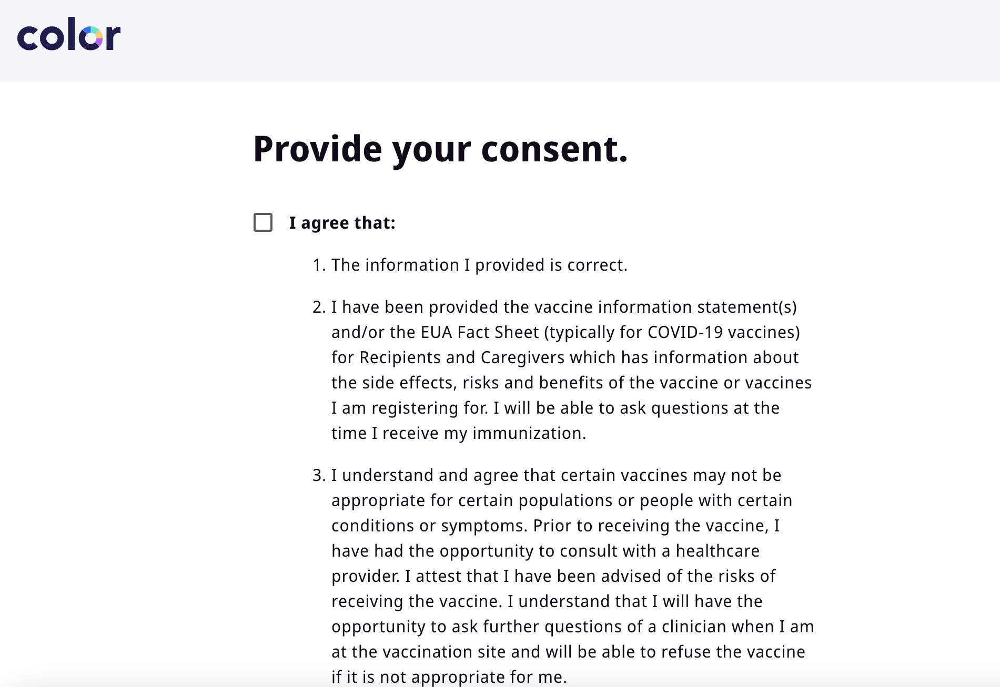 color
Provide your consent.
I agree that:
1. The information I provided is correct.
2. I have been provided the vaccine information statement(s)
and/or the EUA Fact Sheet (typically for COVID-19 vaccines)
for Recipients and Caregivers which has information about
the side effects, risks and benefits of the vaccine or vaccines
I am registering for. I will be able to ask questions at the
time I receive my immunization.
3. I understand and agree that certain vaccines may not be
appropriate for certain populations or people with certain
conditions or symptoms. Prior to receiving the vaccine, I
have had the opportunity to consult with a healthcare
provider. I attest that I have been advised of the risks of
receiving the vaccine. I understand that I will have the
opportunity to ask further questions of a clinician when I am
at the vaccination site and will be able to refuse the vaccine
if it is not appropriate for me.